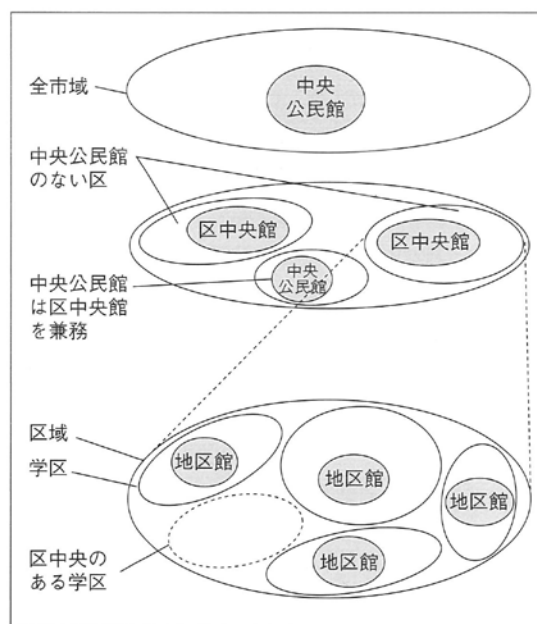 全市域
中央
公民館
中央公民館
のない区
区中央館
区中央館
中央
公民館
中央公民館
は区中央館
を兼務
区域
学区
地区館
地区館
地区館
地区館
区中央の
ある学区